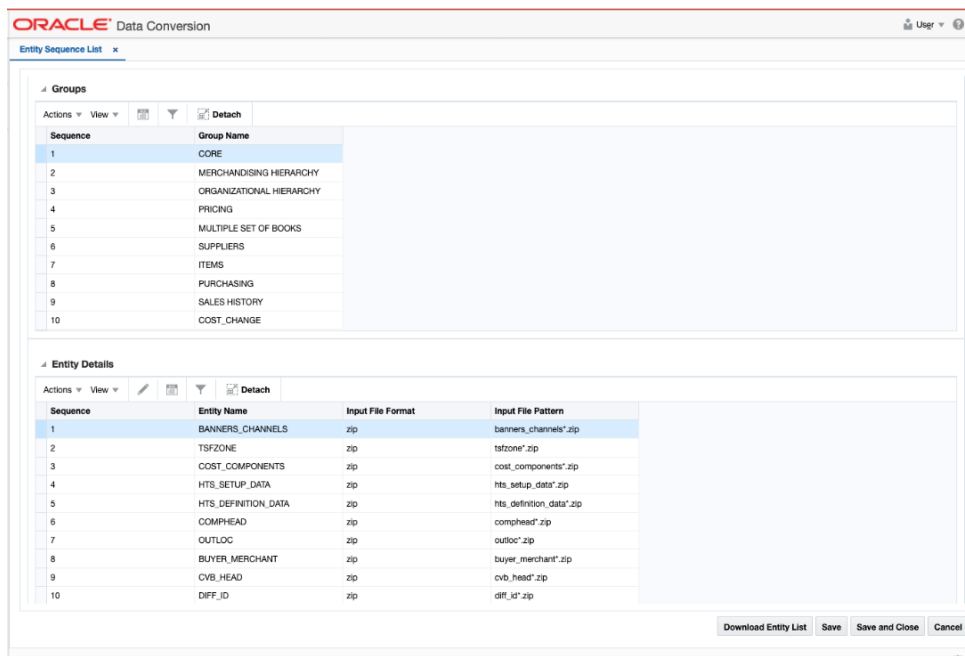 ORACLE Data Conversion User
Entity Sequence List x
Groups
Actions View Detach
Sequence Group Name
1 CORE
2 MERCHANDISING HIERARCHY
3 ORGANIZATIONAL HIERARCHY
4 PRICING
5 MULTIPLE SET OF BOOKS
6 SUPPLIERS
7 ITEMS
8 PURCHASING
9 SALES HISTORY
10 COST_CHANGE
Entity Details
Actions View Detach
Sequence Entity Name Input File Format Input File Pattern
1 BANNERS_CHANNELS zip banners_channels*.zip
2 TSFZONE zip tsfzone*.zip
3 COST_COMPONENTS zip cost_components*.zip
4 HTS_SETUP_DATA zip hts_setup_data*.zip
5 HTS_DEFINITION_DATA zip hts_definition_data*.zip
6 COMPHEAD zip comphead*.zip
7 OUTLOC zip outloc*.zip
8 BUYER_MERCHANT zip buyer_merchant*.zip
9 CVB_HEAD zip cvb_head*.zip
10 DIFF_ID zip diff_id*.zip
Download Entity List Save Save and Close Cancel